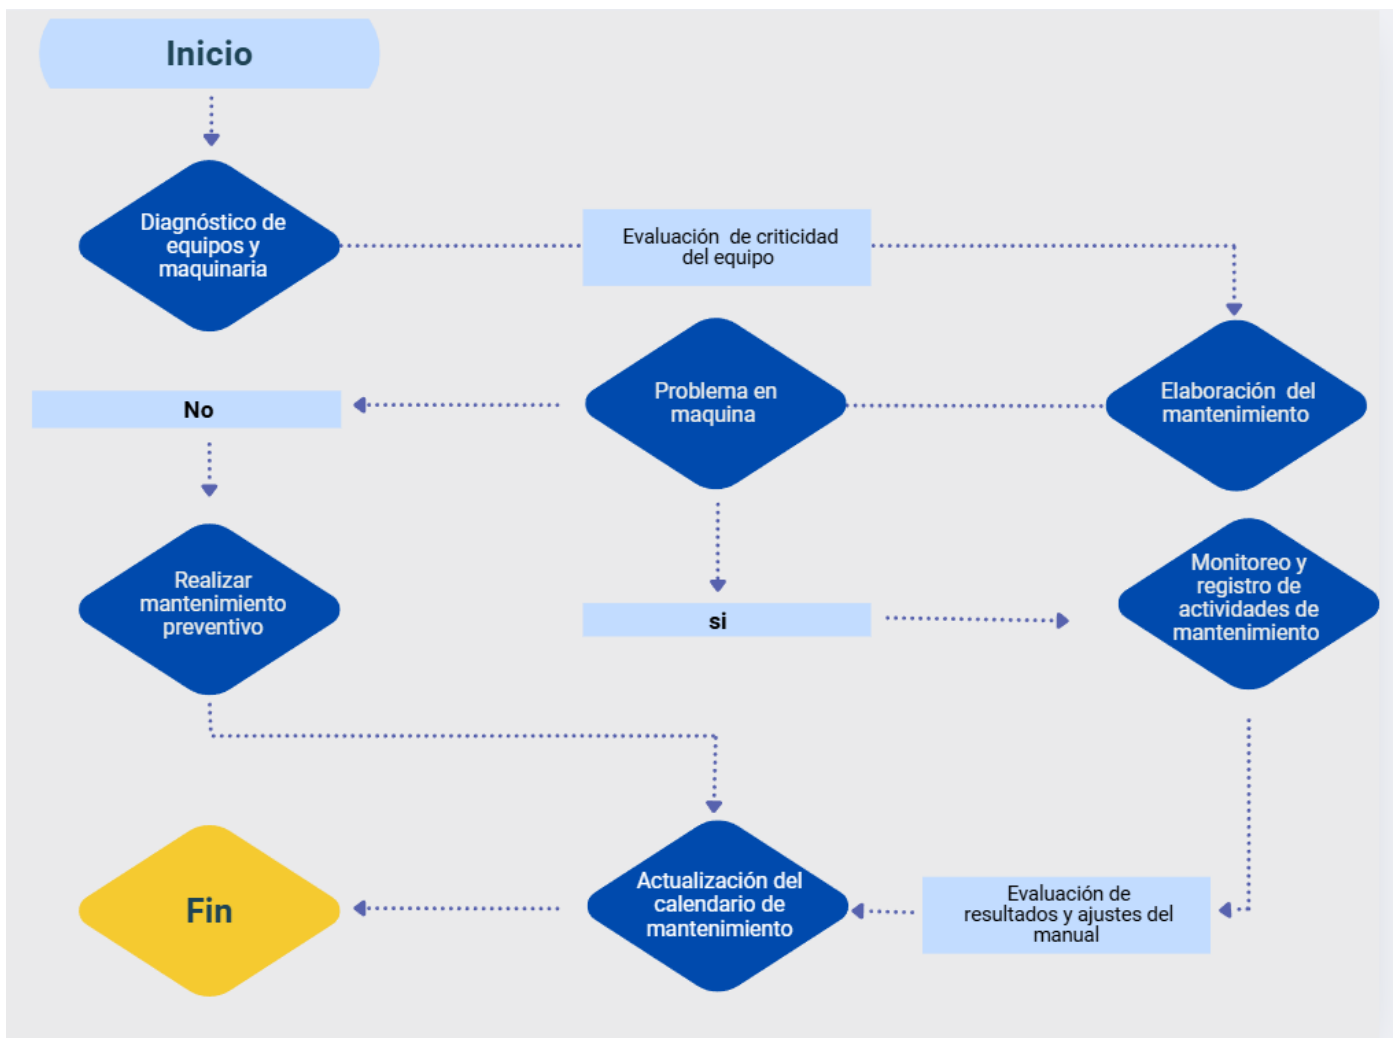 Inicio
Diagnóstico de
equipos y
maquinaria
Evaluación de criticidad
del equipo
Elaboración del
mantenimiento
Problema en
maquina
No
Realizar
mantenimiento
preventivo
si
Monitoreo y
registro de
actividades de
mantenimiento
Evaluación de
resultados y ajustes del
manual
Actualización del
calendario de
mantenimiento
Fin